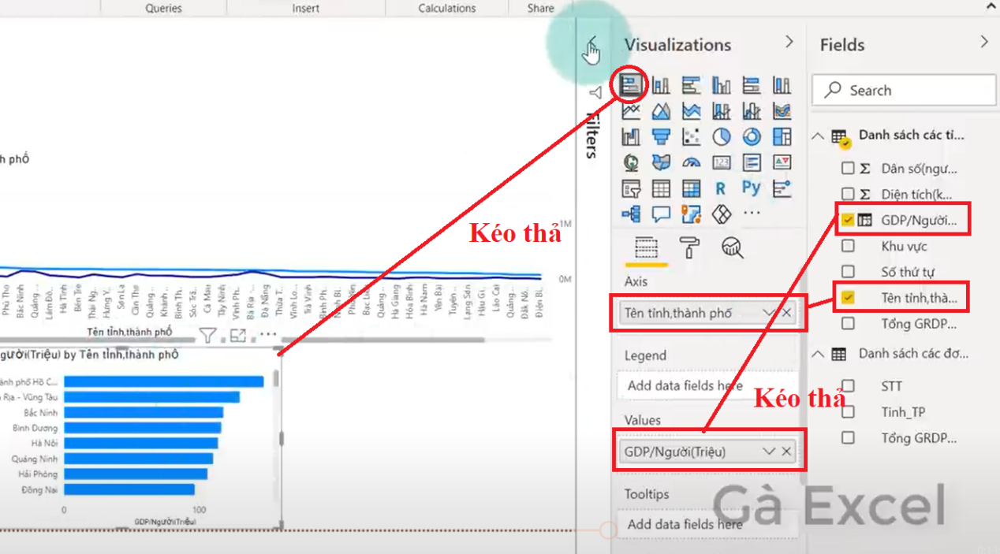 Queries
Insert
Calculations
Share
Visualizations
Fields
Search
Filters
Danh sách các tỉ...
Dân số(ngư...
Diện tích(k...
GDP/Người...
Khu vực
Số thứ tự
Tên tỉnh,thà...
Tổng GRDP...
Danh sách các đơ...
STT
Tinh_TP
Tổng GRDP...
R
Py
123
Axis
Tên tỉnh,thành phố
Legend
Add data fields here
Values
GDP/Người(Triệu)
Tooltips
Add data fields here
Kéo thả
Kéo thả
Gà Excel
h phố
1M
0M
Phú Thọ
Bắc Ninh
Quảng ...
Lâm Đồ...
Hà Tĩnh
Bến Tre
Thái Ng...
Hưng Y...
Sơn La
Cần Thơ
Quảng...
Khánh ...
Bình Th...
Sóc Tră...
Cà Mau
Tây Ninh
Vĩnh Ph...
Bà Rịa -...
Đà Nẵng
Thừa T...
Vĩnh Lo...
Trà Vinh
Bình Ph...
Ninh Bì...
Phú Yên
Bạc Liê...
Quảng ...
Hà Giang
Hòa Bình
Hà Nam
Yên Bái
Tuyên...
Lạng Sơn
Hậu Gi...
Lào Cai
Quảng...
Đắk Nô...
Điện Bi...
Tên tỉnh,thành phố
gười(Triệu) by Tên tỉnh,thành phố
ành phố Hồ C...
Rịa - Vũng Tàu
Bắc Ninh
Bình Dương
Hà Nội
Quảng Ninh
Hải Phòng
Đồng Nai
0
100
GDP/Người(Triệu)